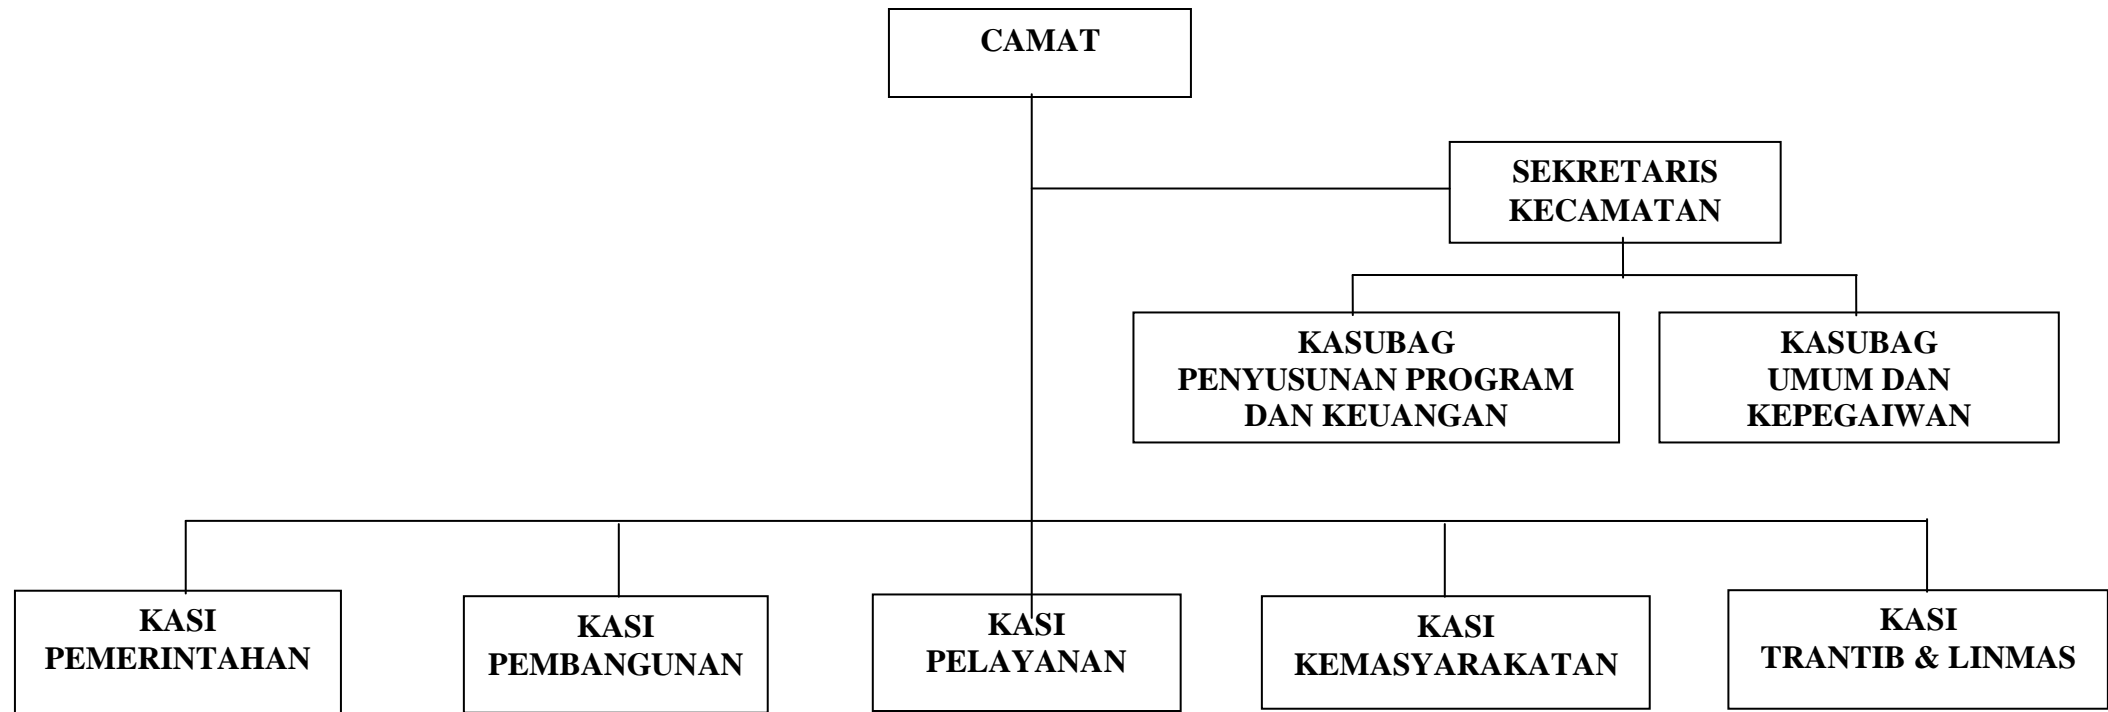 CAMAT
SEKRETARIS
KECAMATAN
KASUBAG
PENYUSUNAN PROGRAM
DAN KEUANGAN
KASUBAG
UMUM DAN
KEPEGAIWAN
KASI
PEMERINTAHAN
KASI
PEMBANGUNAN
KASI
PELAYANAN
KASI
KEMASYARAKATAN
KASI
TRANTIB & LINMAS